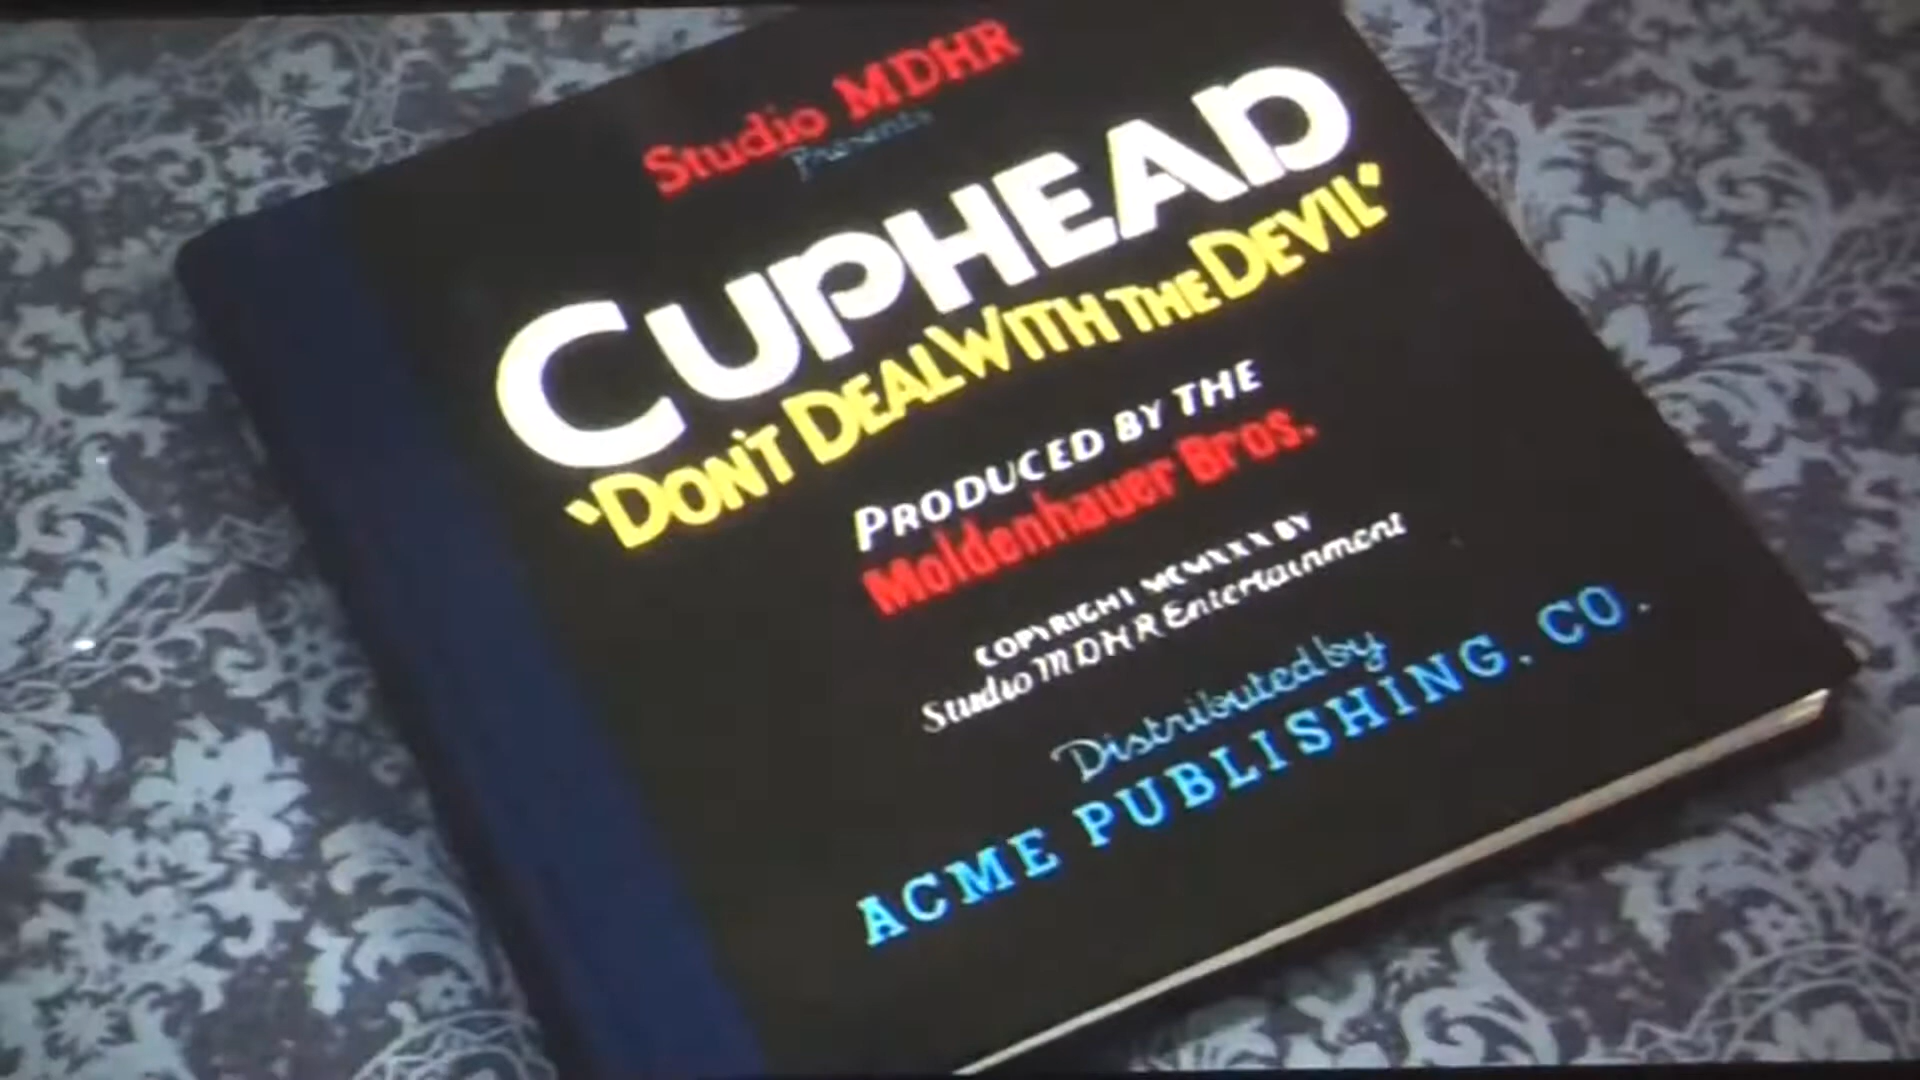 Studio MDHR
Presents
CUPHEAD
"DON'T DEAL WITH THE DEVIL"
PRODUCED BY THE
Moldenhauer Bros.
COPYRIGHT MCMXXX BY
Studio MDHR Entertainment
Distributed by
ACME PUBLISHING. CO.